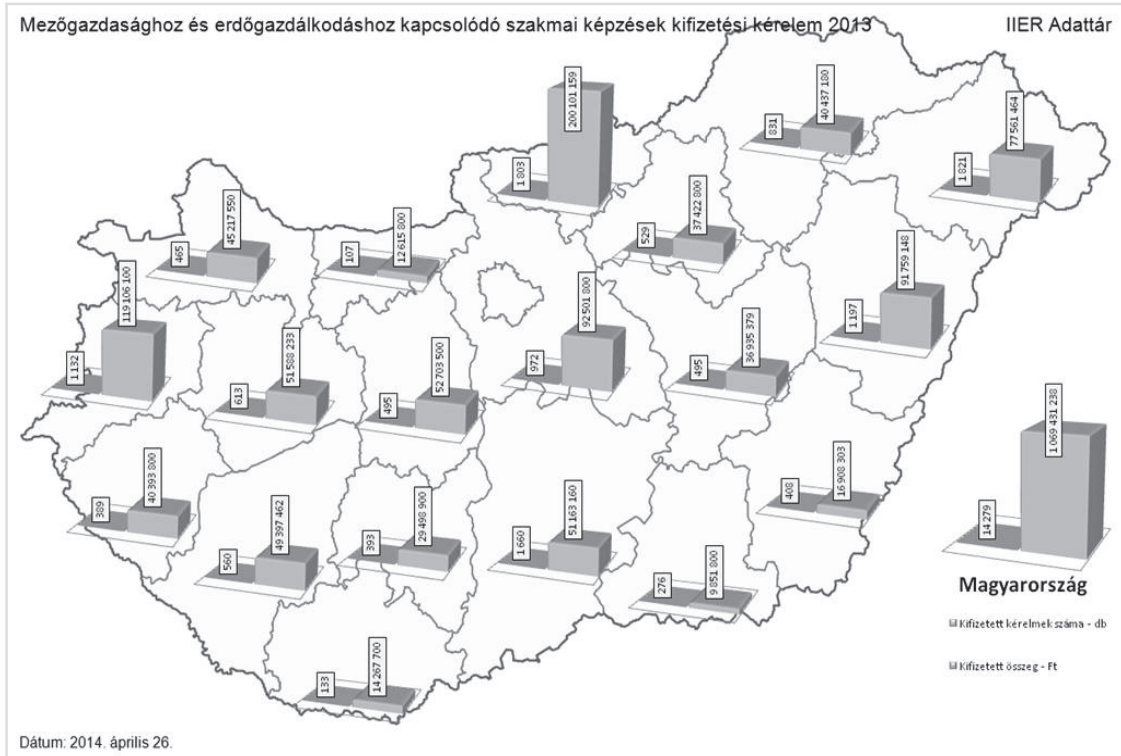 Mezőgazdasághoz és erdőgazdálkodáshoz kapcsolódó szakmai képzések kifizetési kérelem 2013
IIER Adattár
1 803
200 101 159
831
40 437 180
1 821
77 561 464
465
45 217 550
107
12 615 800
529
37 422 800
1 197
91 759 148
1 132
119 106 100
613
51 588 233
495
52 703 500
972
92 501 800
495
36 935 379
389
40 393 800
560
49 397 462
393
29 498 900
1 660
51 163 160
408
16 908 303
276
9 851 800
133
14 267 700
14 279
1 069 431 238
Magyarország
Kifizetett kérelmek száma - db
Kifizetett összeg - Ft
Dátum: 2014. április 26.